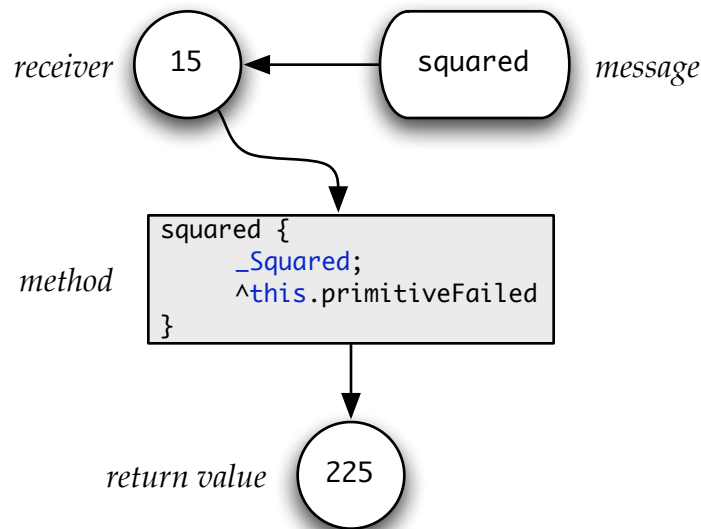 receiver 15 squared message
squared {
_Squared;
method
^this.primitiveFailed
}
return value 225